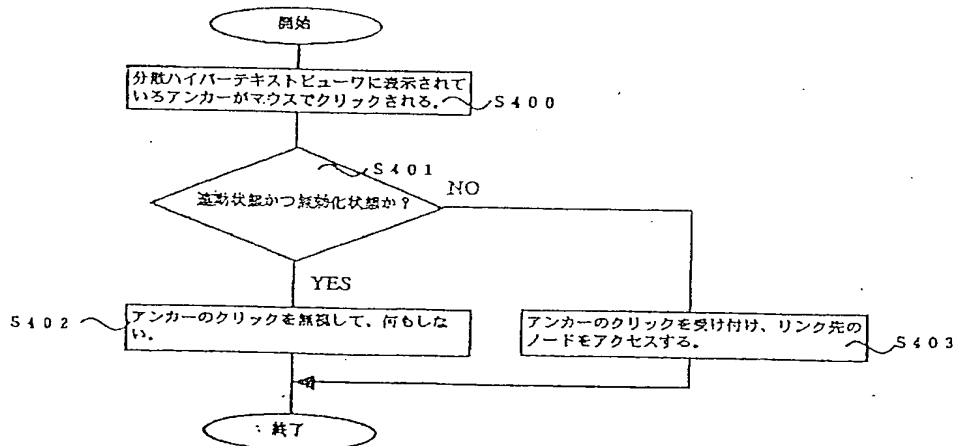 開始
分散ハイパーテキストビューワに表示されて
いるアンカーがマウスでクリックされる。
S400
S401
連動状態かつ無効化状態か?
NO
YES
S402
アンカーのクリックを無視して、何もしな
い。
アンカーのクリックを受け付け、リンク先の
ノードをアクセスする。
S403
終了